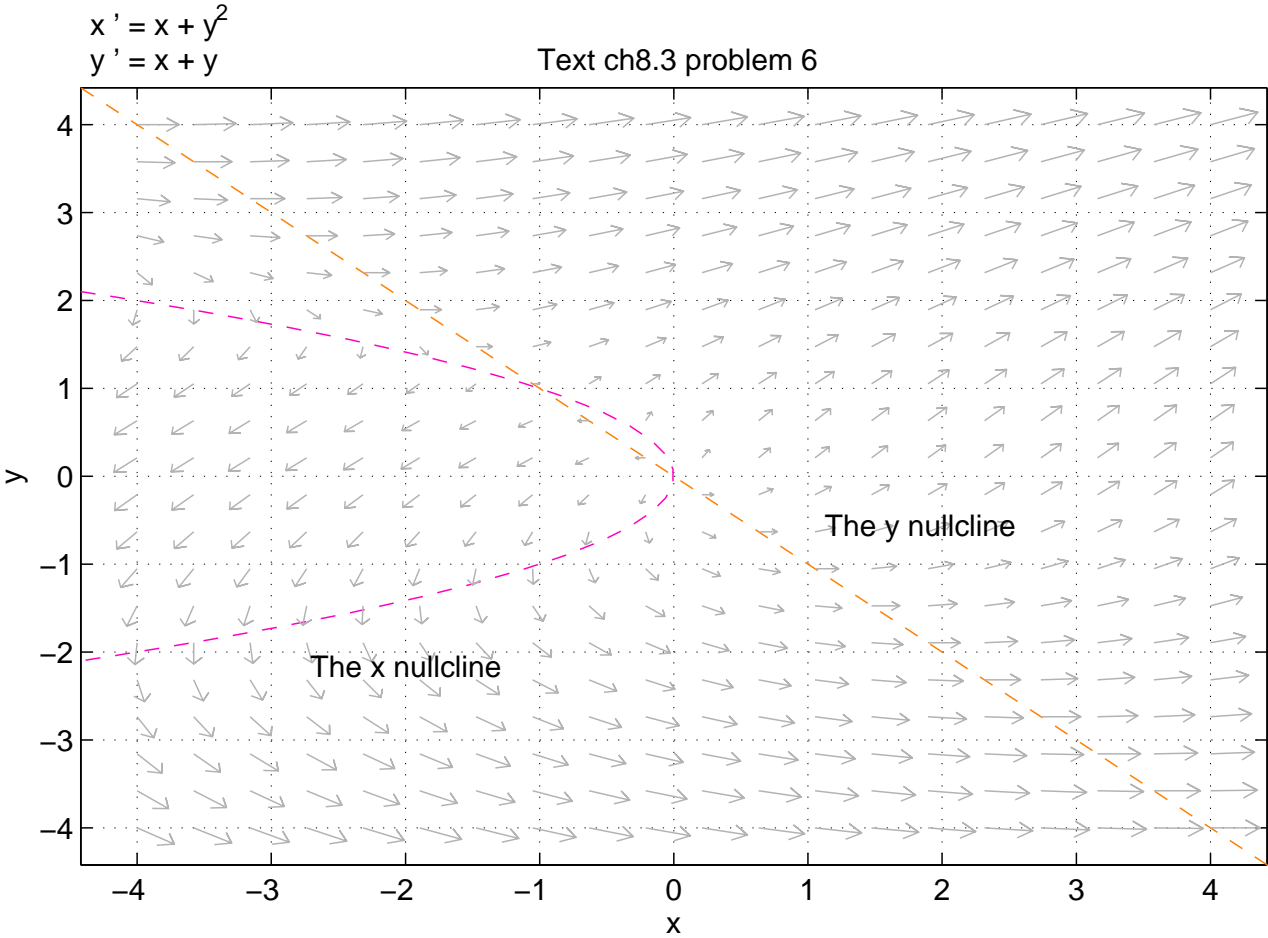 x ' = x + y²
y ' = x + y
Text ch8.3 problem 6
4
3
2
1
0
−1
−2
−3
−4
y
The y nullcline
The x nullcline
−4 −3 −2 −1 0 1 2 3 4
x